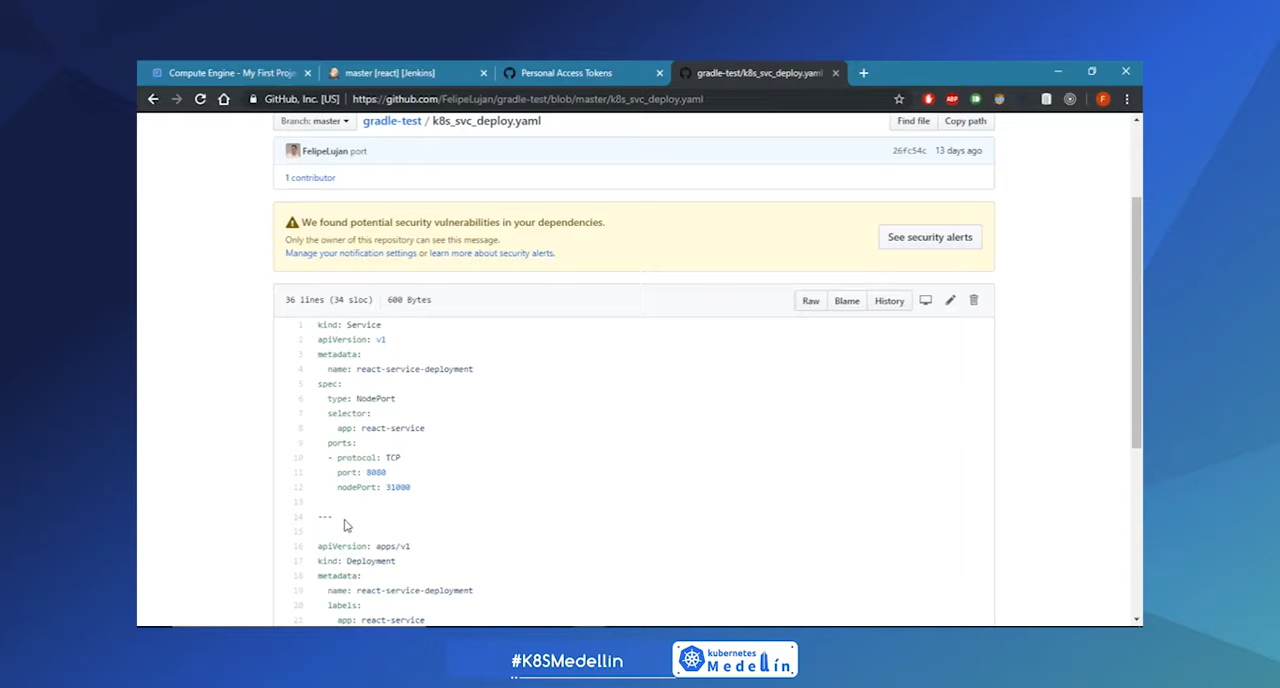 Compute Engine - My First Proje
master [react] [Jenkins]
Personal Access Tokens
gradle-test/k8s_svc_deploy.yaml
GitHub, Inc. [US] | https://github.com/FelipeLujan/gradle-test/blob/master/k8s_svc_deploy.yaml
ABP
F
Branch: master
gradle-test / k8s_svc_deploy.yaml
Find file
Copy path
FelipeLujan port
26fc54c 13 days ago
1 contributor
We found potential security vulnerabilities in your dependencies.
Only the owner of this repository can see this message.
Manage your notification settings or learn more about security alerts.
See security alerts
36 lines (34 sloc) | 600 Bytes
Raw
Blame
History
1 kind: Service
2 apiVersion: v1
3 metadata:
4 name: react-service-deployment
5 spec:
6 type: NodePort
7 selector:
8 app: react-service
9 ports:
10 - protocol: TCP
11 port: 8080
12 nodePort: 31000
13
14 ---
15
16 apiVersion: apps/v1
17 kind: Deployment
18 metadata:
19 name: react-service-deployment
20 labels:
21 app: react-service
#K8SMedellin
kubernetes
Medellín